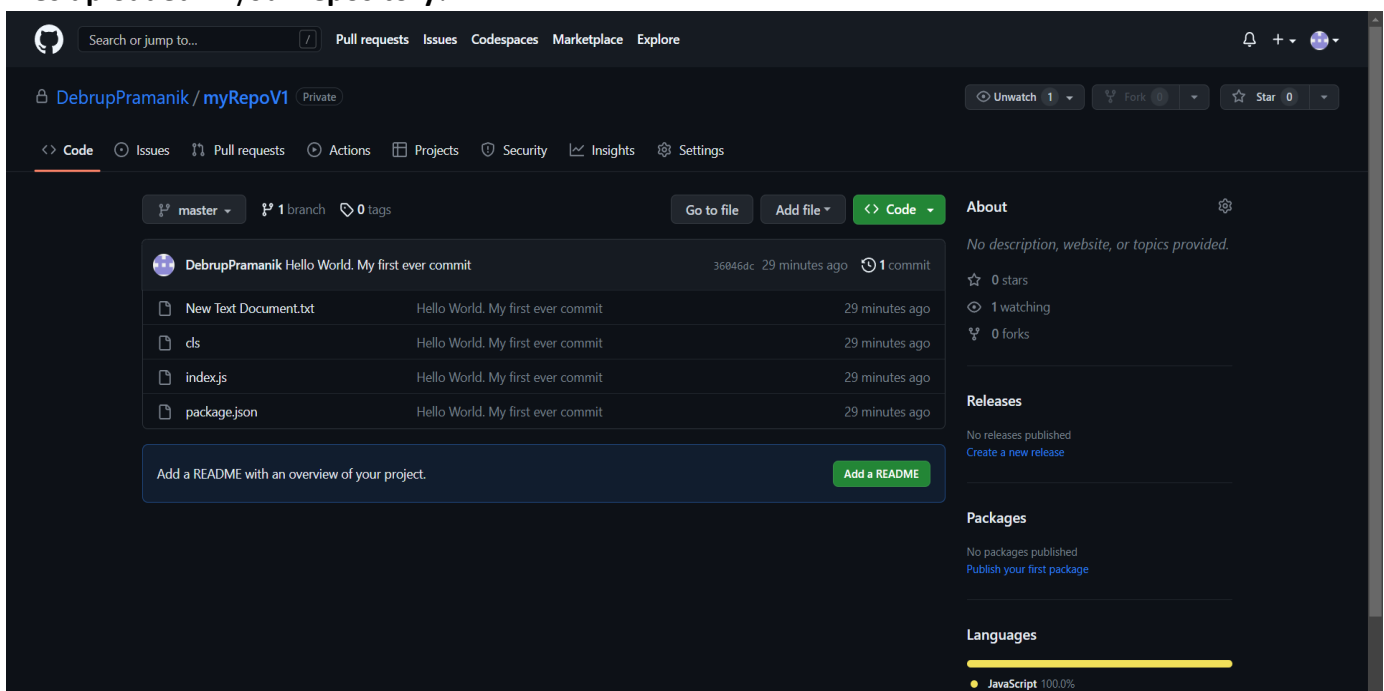 Search or jump to... / Pull requests Issues Codespaces Marketplace Explore
DebrupPramanik / myRepoV1 Private
Unwatch 1 Fork 0 Star 0
Code Issues Pull requests Actions Projects Security Insights Settings
master 1 branch 0 tags Go to file Add file Code
DebrupPramanik Hello World. My first ever commit 36046dc 29 minutes ago 1 commit
New Text Document.txt Hello World. My first ever commit 29 minutes ago
cls Hello World. My first ever commit 29 minutes ago
index.js Hello World. My first ever commit 29 minutes ago
package.json Hello World. My first ever commit 29 minutes ago
Add a README with an overview of your project. Add a README
About
No description, website, or topics provided.
0 stars
1 watching
0 forks
Releases
No releases published
Create a new release
Packages
No packages published
Publish your first package
Languages
JavaScript 100.0%